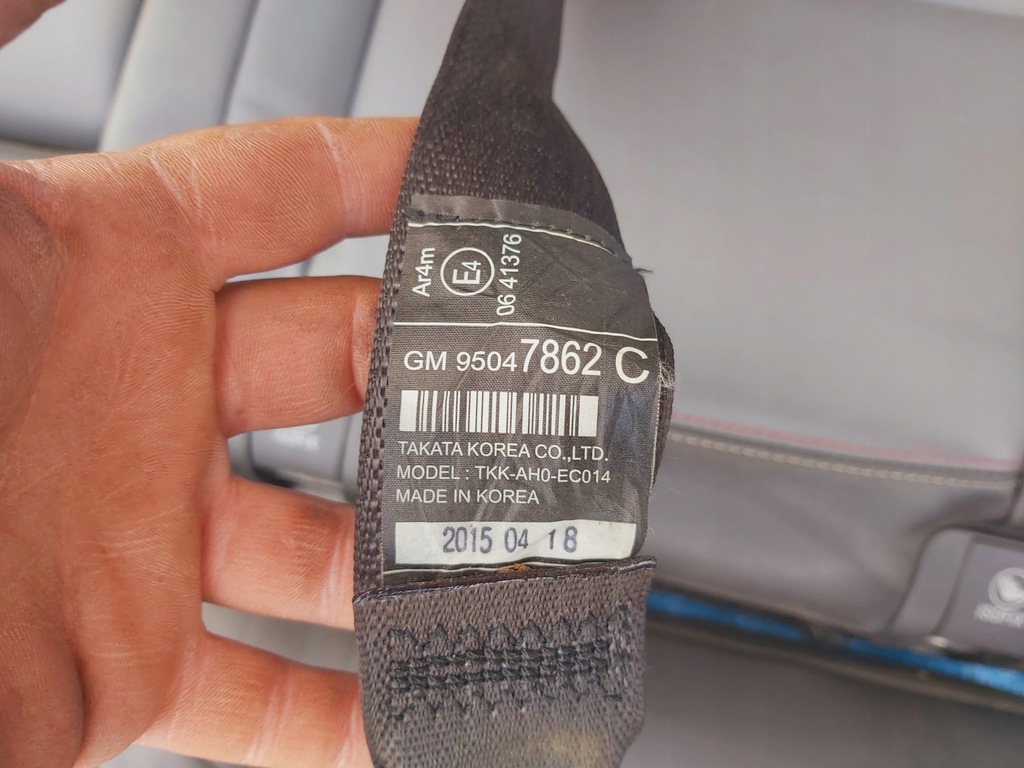 Ar4m
E4
06 41376
GM 95047862 C
TAKATA KOREA CO.,LTD.
MODEL : TKK-AH0-EC014
MADE IN KOREA
2015 04 18